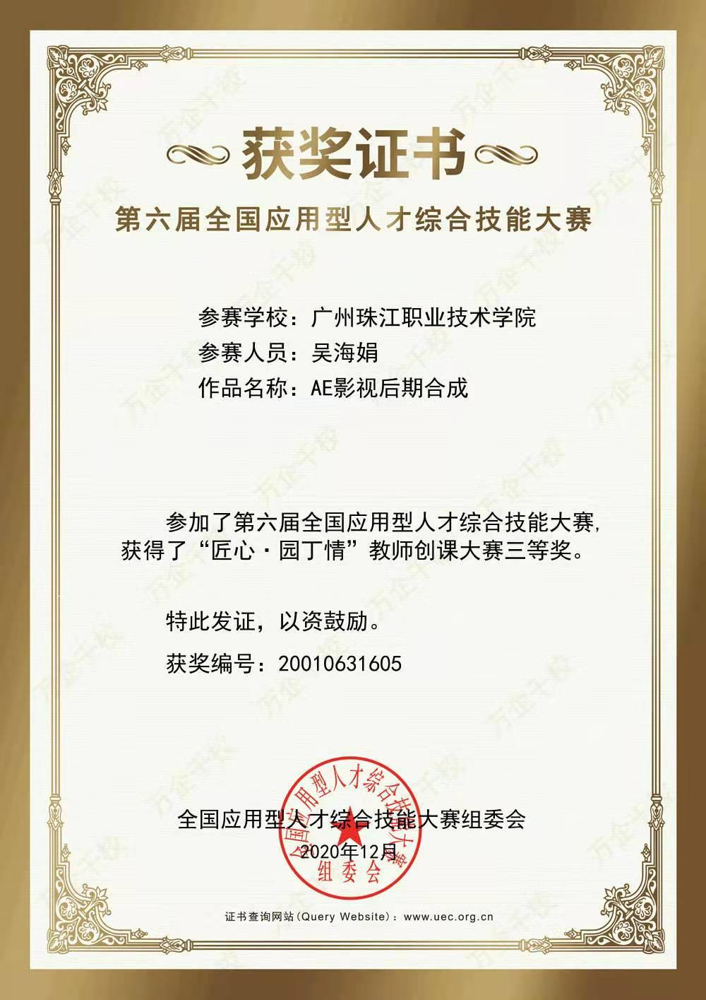 获奖证书
第六届全国应用型人才综合技能大赛
参赛学校：广州珠江职业技术学院
参赛人员：吴海娟
作品名称：AE影视后期合成
参加了第六届全国应用型人才综合技能大赛,
获得了“匠心·园丁情”教师创课大赛三等奖。
特此发证，以资鼓励。
获奖编号：20010631605
全国应用型人才综合技能大赛组委会
2020年12月
全国应用型人才综合技能大赛
组委会
证书查询网站(Query Website)：www.uec.org.cn
万企千校